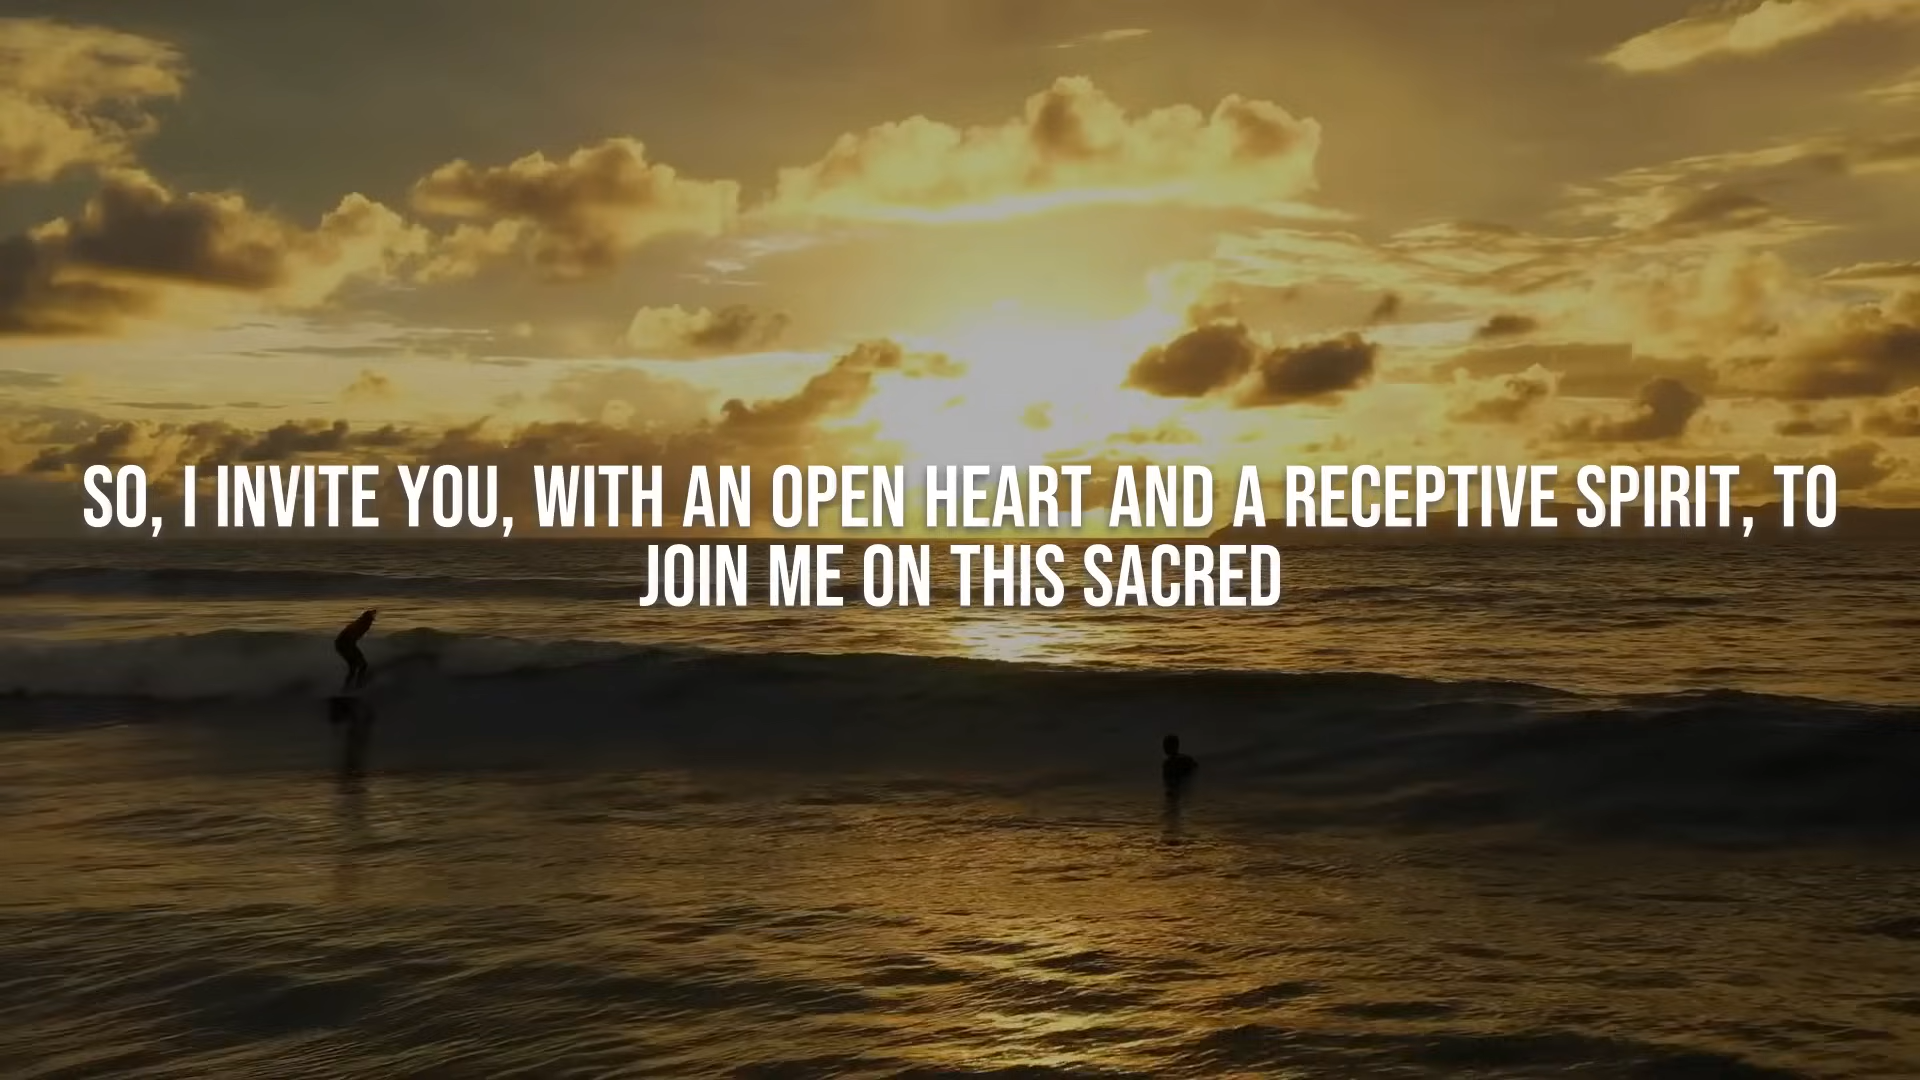 SO, I INVITE YOU, WITH AN OPEN HEART AND A RECEPTIVE SPIRIT, TO
JOIN ME ON THIS SACRED